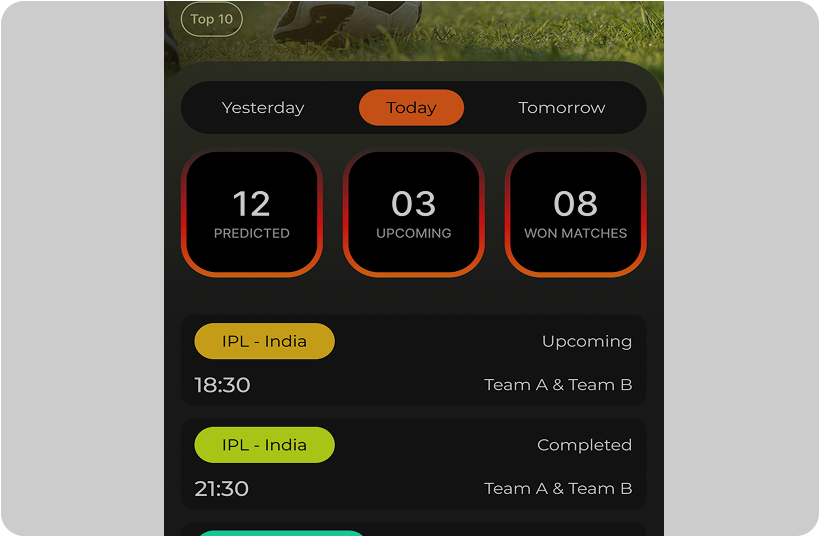 Top 10
Yesterday Today Tomorrow
12 03 08
PREDICTED UPCOMING WON MATCHES
IPL - India Upcoming
18:30 Team A & Team B
IPL - India Completed
21:30 Team A & Team B